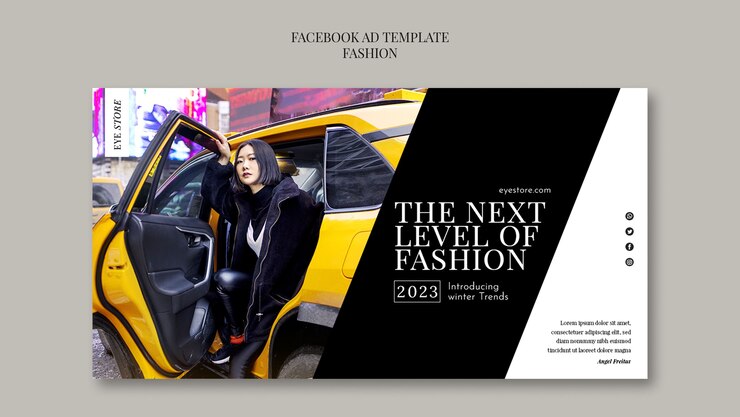 FACEBOOK AD TEMPLATE
FASHION
EYE STORE
eyestore.com
THE NEXT
LEVEL OF
FASHION
2023
Introducing
winter Trends
Lorem ipsum dolor sit amet,
consectetuer adipiscing elit, sed
diam nonummy nibh euismod
tincidunt ut laoreet dolore magna
Angel Freitaz